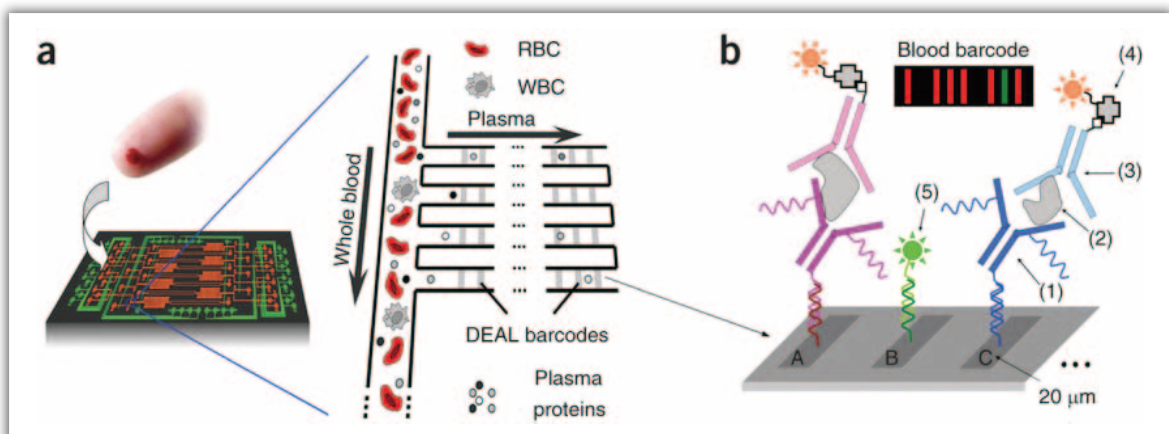 a
RBC
WBC
Plasma
Whole blood
DEAL barcodes
Plasma
proteins
b
Blood barcode
(4)
(3)
(5)
(2)
(1)
A
B
C
...
20 μm